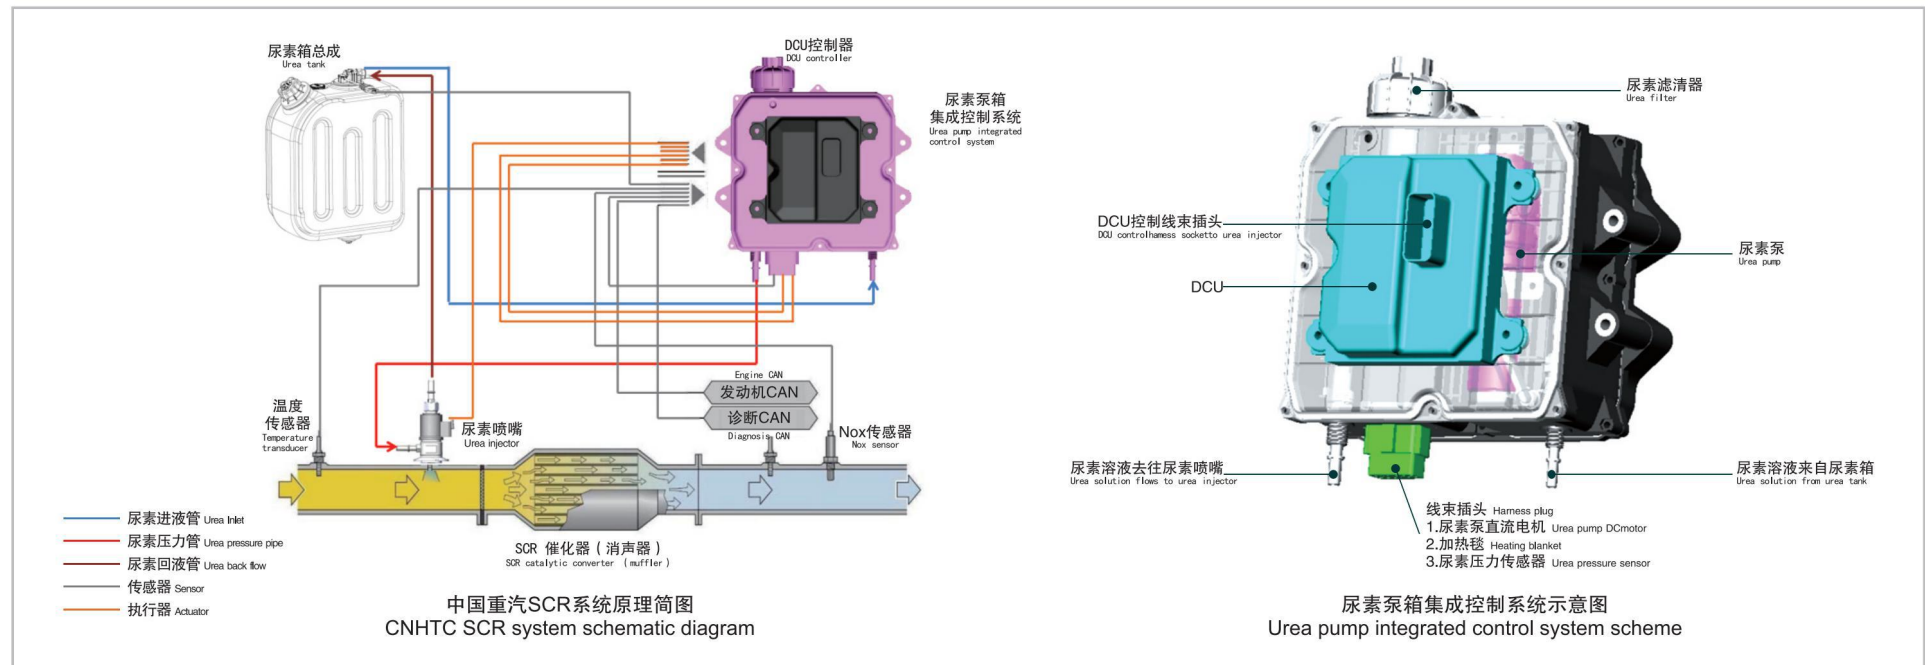 尿素箱总成
Urea tank
DCU控制器
DCU controller
尿素泵箱
集成控制系统
Urea pump integrated
control system
Engine CAN
发动机CAN
诊断CAN
Diagnosis CAN
温度
传感器
Temperature
transducer
尿素喷嘴
Urea injector
Nox传感器
Nox sensor
尿素进液管 Urea Inlet
尿素压力管 Urea pressure pipe
尿素回液管 Urea back flow
传感器 Sensor
执行器 Actuator
SCR 催化器（消声器）
SCR catalytic converter （muffler）
中国重汽SCR系统原理简图
CNHTC SCR system schematic diagram
尿素滤清器
Urea filter
DCU控制线束插头
DCU controlhamess socketto urea injector
尿素泵
Urea pump
DCU
尿素溶液去往尿素喷嘴
Urea solution flows to urea injector
尿素溶液来自尿素箱
Urea solution from urea tank
线束插头 Harness plug
1.尿素泵直流电机 Urea pump DCmotor
2.加热毯 Heating blanket
3.尿素压力传感器 Urea pressure sensor
尿素泵箱集成控制系统示意图
Urea pump integrated control system scheme